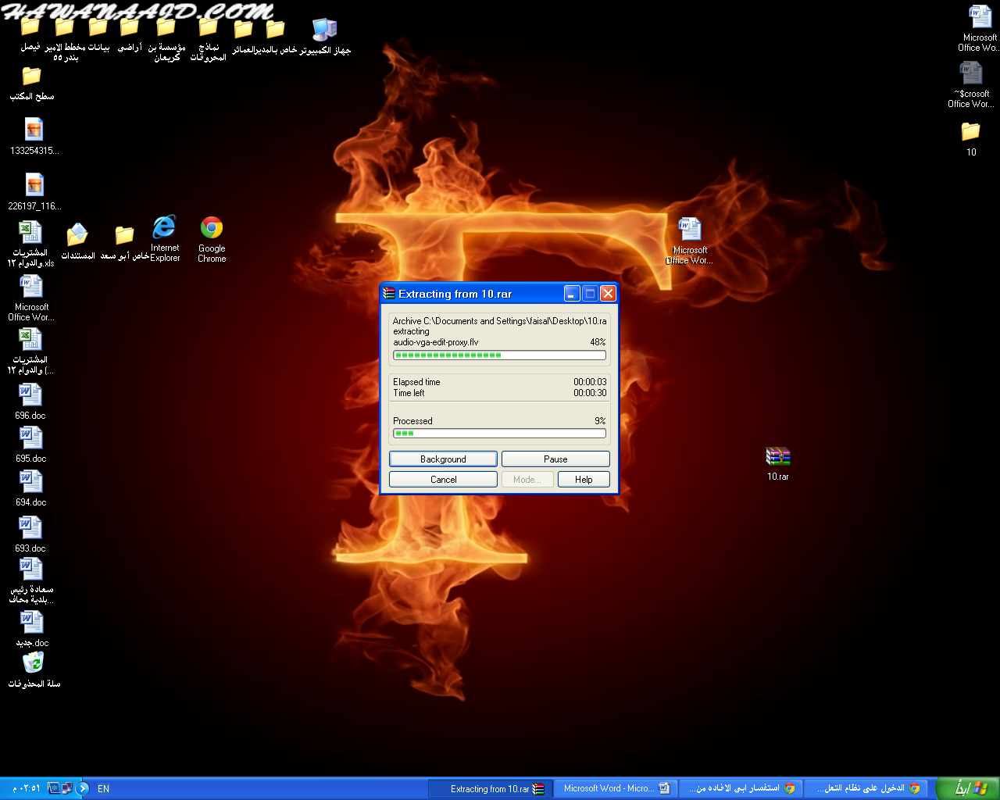 HAWANAAJD.COM
فيصل
مخطط الامير
بندر ٥٥
بيانات
أراضي
مؤسسة بن
كريعان
نماذج
المحروقات
العمائر
خاص بالمدير
جهاز الكمبيوتر
Microsoft
Office Wo...
سطح المكتب
~$crosoft
Office Wor...
133254315...
10
226197_116...
المشتريات
والدوام ١٢.xls
المستندات
خاص أبو سعد
Internet
Explorer
Google
Chrome
Microsoft
Office Wor...
Microsoft
Office Wor...
Extracting from 10.rar
Archive C:\Documents and Settings\faisal\Desktop\10.ra
extracting
audio-vga-edit-proxy.flv 48%
Elapsed time 00:00:03
Time left 00:00:30
Processed 9%
Background
Pause
Cancel
Mode...
Help
المشتريات
والدوام ١٢ (...
696.doc
695.doc
10.rar
694.doc
693.doc
سعادة رئيس
بلدية محاف...
جديد.doc
سلة المحذوفات
٠٢:٥٦ م
EN
Extracting from 10.rar
Microsoft Word - Micro...
استفسار ابي الافاده من...
الدخول على نظام التعل...
ابدأ